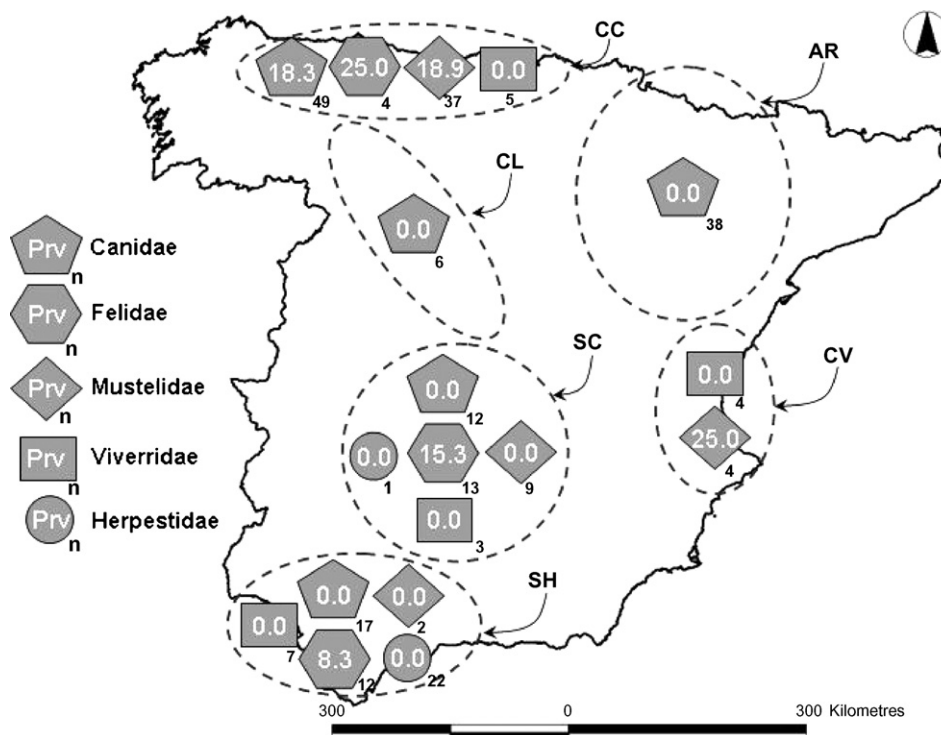 CC
AR
18.3 25.0 18.9 0.0
49 4 37 5
CL
0.0
38
0.0
6
Prv Canidae
n
Prv Felidae
n
Prv Mustelidae
n
Prv Viverridae
n
Prv Herpestidae
n
SC
CV
0.0
12
0.0
4
0.0 15.3 0.0
1 13 9
25.0
4
0.0
3
SH
0.0 0.0
17 2
0.0
7
8.3 0.0
12 22
300 0 300 Kilometres